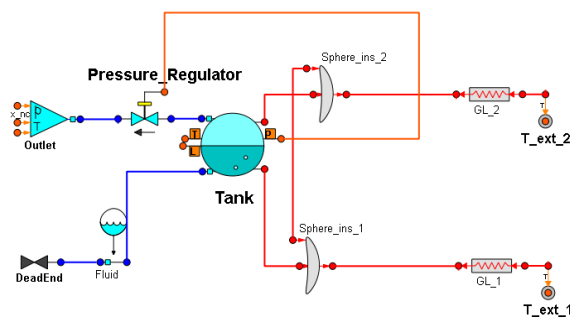 Sphere_ins_2
Pressure_Regulator
x_nc
P
T
Outlet
T
P
L
GL_2
T
T_ext_2
Tank
Sphere_ins_1
Fluid
DeadEnd
GL_1
T
T_ext_1